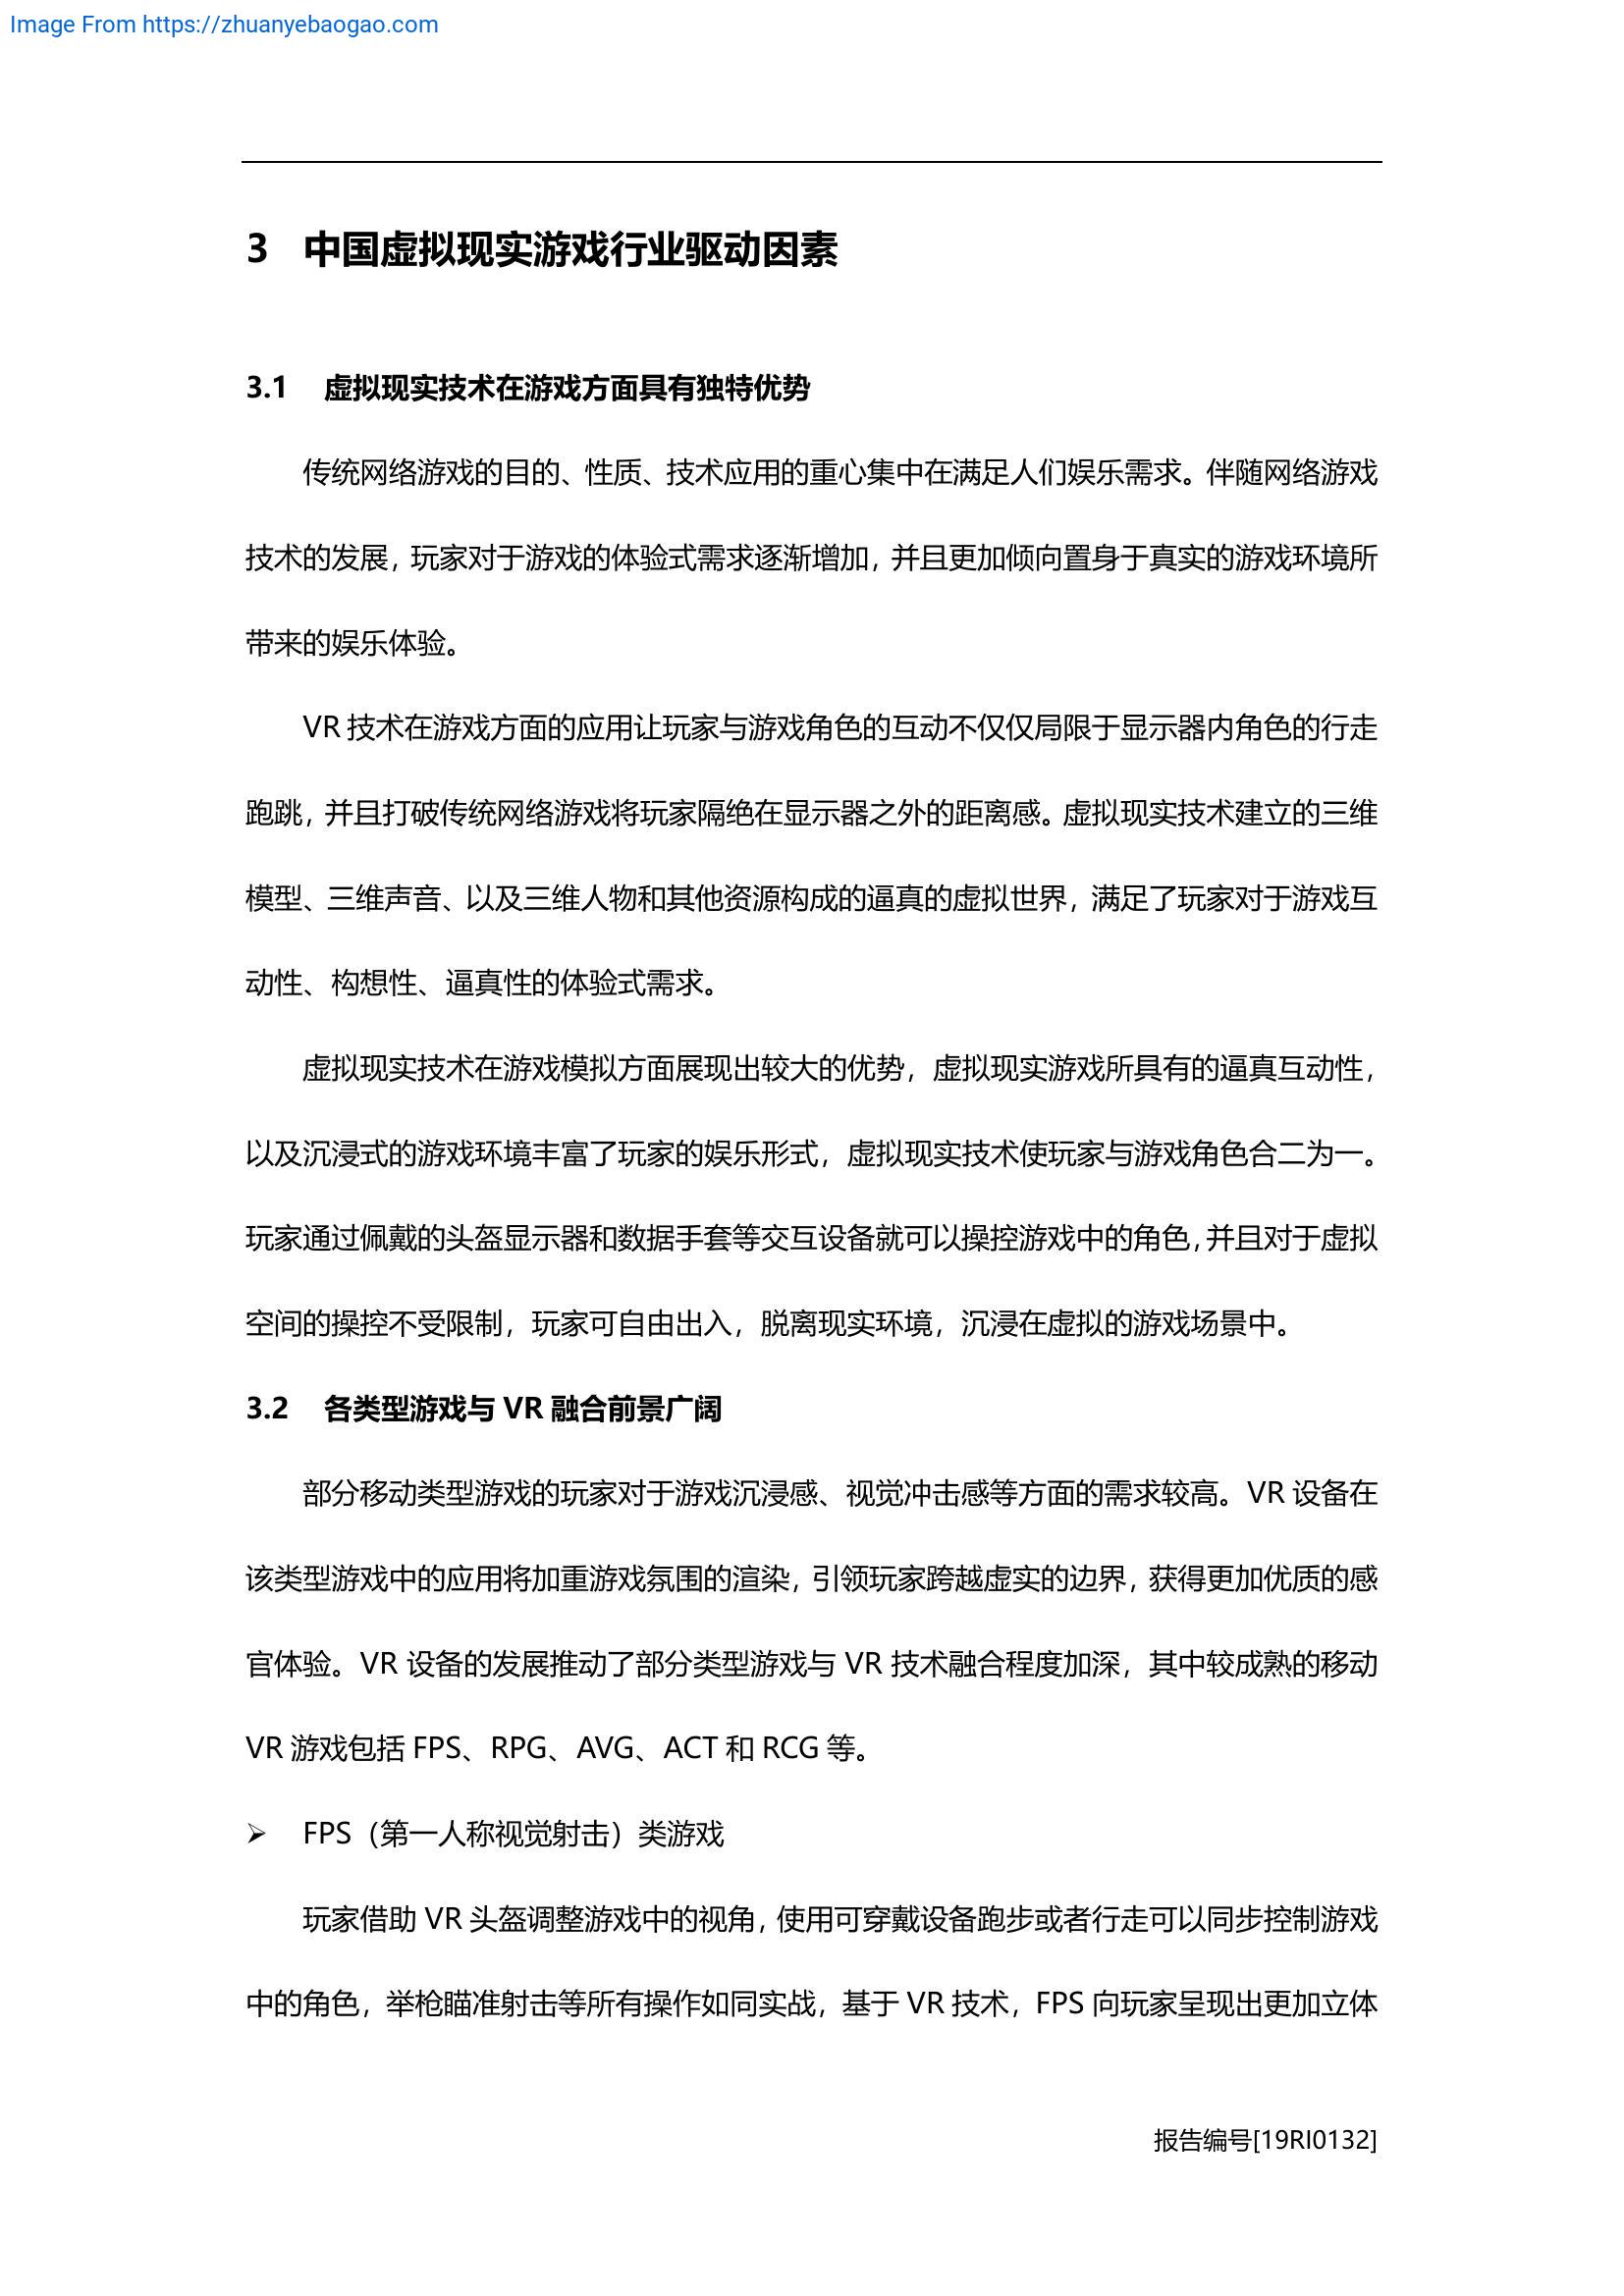 Image From https://zhuanyebaogao.com
3 中国虚拟现实游戏行业驱动因素
3.1 虚拟现实技术在游戏方面具有独特优势
传统网络游戏的目的、性质、技术应用的重心集中在满足人们娱乐需求。伴随网络游戏
技术的发展，玩家对于游戏的体验式需求逐渐增加，并且更加倾向置身于真实的游戏环境所
带来的娱乐体验。
VR 技术在游戏方面的应用让玩家与游戏角色的互动不仅仅局限于显示器内角色的行走
跑跳，并且打破传统网络游戏将玩家隔绝在显示器之外的距离感。虚拟现实技术建立的三维
模型、三维声音、以及三维人物和其他资源构成的逼真的虚拟世界，满足了玩家对于游戏互
动性、构想性、逼真性的体验式需求。
虚拟现实技术在游戏模拟方面展现出较大的优势，虚拟现实游戏所具有的逼真互动性，
以及沉浸式的游戏环境丰富了玩家的娱乐形式，虚拟现实技术使玩家与游戏角色合二为一。
玩家通过佩戴的头盔显示器和数据手套等交互设备就可以操控游戏中的角色，并且对于虚拟
空间的操控不受限制，玩家可自由出入，脱离现实环境，沉浸在虚拟的游戏场景中。
3.2 各类型游戏与 VR 融合前景广阔
部分移动类型游戏的玩家对于游戏沉浸感、视觉冲击感等方面的需求较高。VR 设备在
该类型游戏中的应用将加重游戏氛围的渲染，引领玩家跨越虚实的边界，获得更加优质的感
官体验。VR 设备的发展推动了部分类型游戏与 VR 技术融合程度加深，其中较成熟的移动
VR 游戏包括 FPS、RPG、AVG、ACT 和 RCG 等。
➢ FPS（第一人称视觉射击）类游戏
玩家借助 VR 头盔调整游戏中的视角，使用可穿戴设备跑步或者行走可以同步控制游戏
中的角色，举枪瞄准射击等所有操作如同实战，基于 VR 技术，FPS 向玩家呈现出更加立体
报告编号[19RI0132]